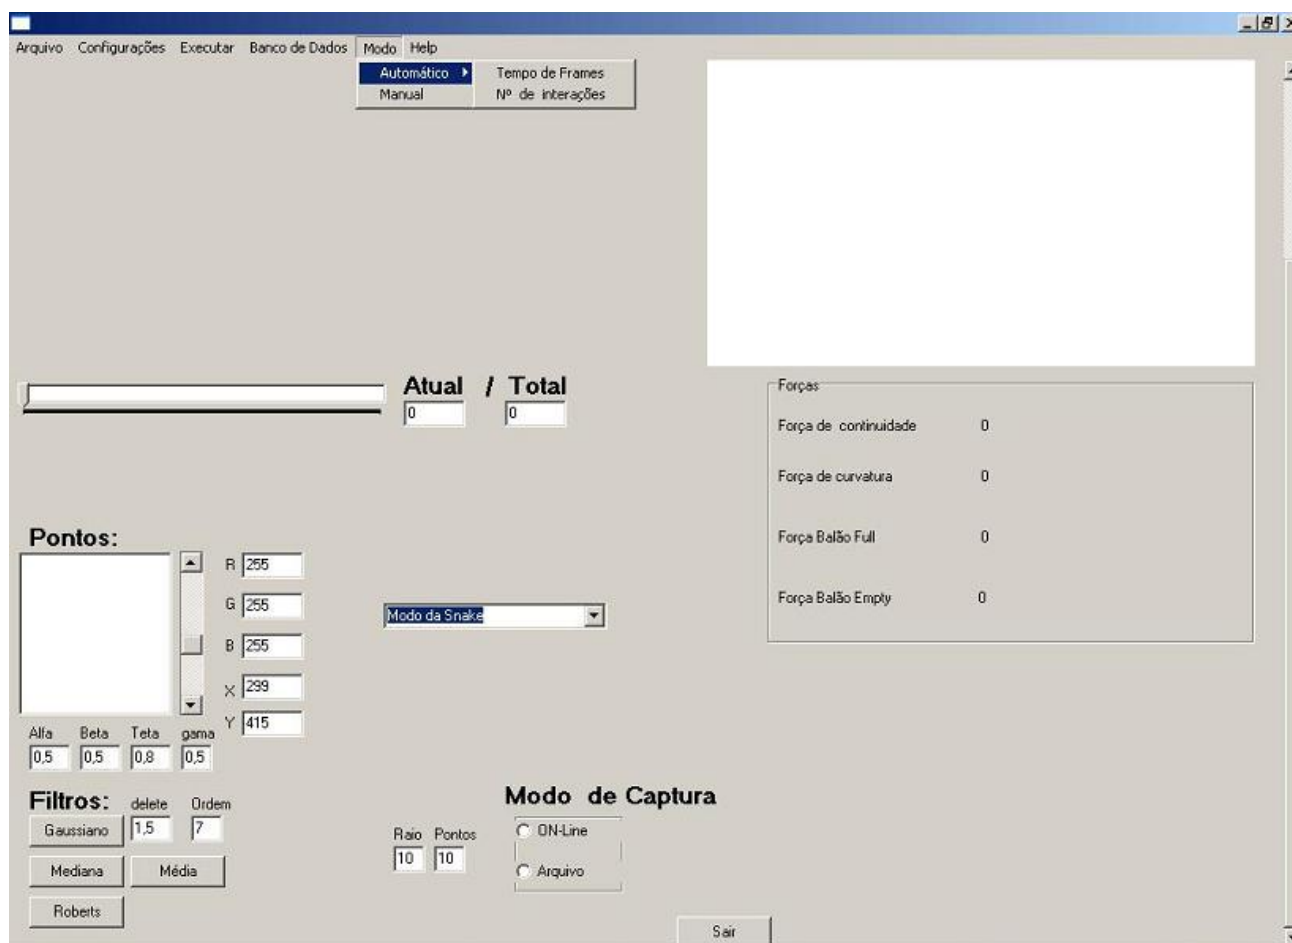 Arquivo Configurações Executar Banco de Dados Modo Help
Automático Tempo de Frames
Manual Nº de interações
Atual / Total
0 0
Forças
Força de continuidade 0
Força de curvatura 0
Força Balão Full 0
Força Balão Empty 0
Pontos:
R 255
G 255
B 255
X 299
Y 415
Modo da Snake
Alfa Beta Teta gama
0,5 0,5 0,8 0,5
Filtros: delete Ordem
Gaussiano 1,5 7
Mediana Média
Roberts
Raio Pontos
10 10
Modo de Captura
ON-Line
Arquivo
Sair